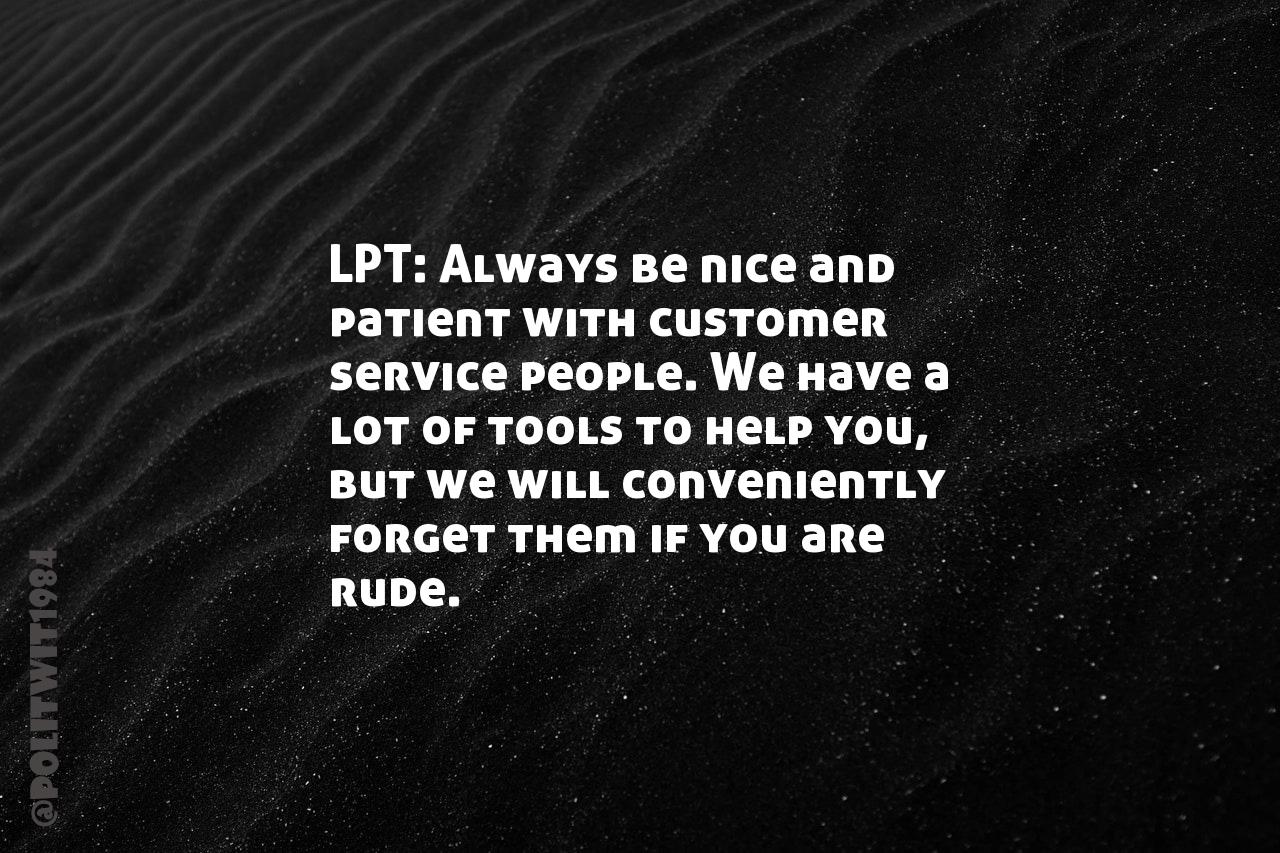 LPT: Always be nice and
patient with customer
service people. We have a
lot of tools to help you,
but we will conveniently
forget them if you are
rude.
@POLITWIT1984